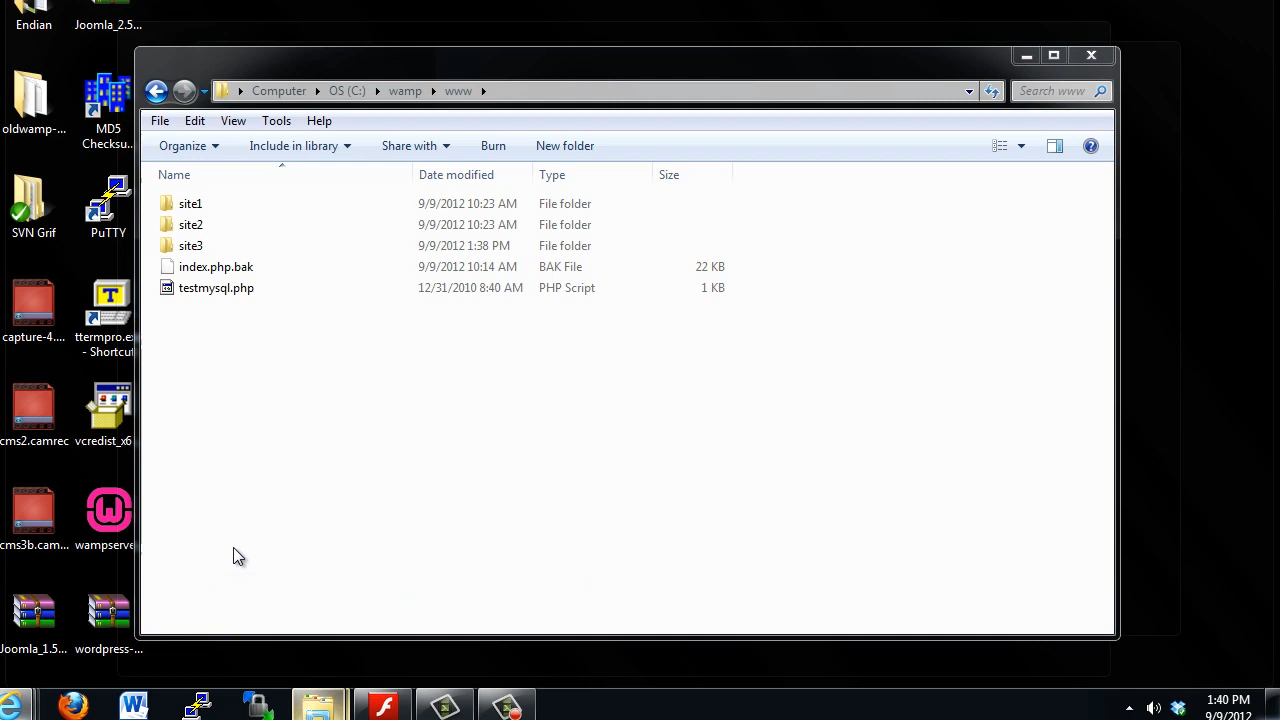 Endian
Joomla_2.5...
Computer
OS (C:)
wamp
www
Search www
File
Edit
View
Tools
Help
oldwamp-...
MD5
Checksu...
Organize
Include in library
Share with
Burn
New folder
Name
Date modified
Type
Size
site1
9/9/2012 10:23 AM
File folder
site2
9/9/2012 10:23 AM
File folder
SVN Grif
PuTTY
site3
9/9/2012 1:38 PM
File folder
index.php.bak
9/9/2012 10:14 AM
BAK File
22 KB
testmysql.php
12/31/2010 8:40 AM
PHP Script
1 KB
capture-4....
ttermpro.ex
- Shortcut
cms2.camrec
vcredist_x6
cms3b.cam...
wampserve
Joomla_1.5...
wordpress-...
1:40 PM
9/9/2012